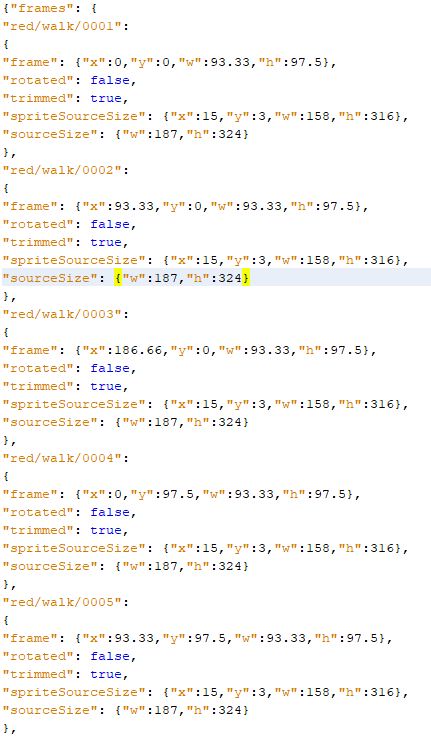 {"frames": {
"red/walk/0001":
{
"frame": {"x":0,"y":0,"w":93.33,"h":97.5},
"rotated": false,
"trimmed": true,
"spriteSourceSize": {"x":15,"y":3,"w":158,"h":316},
"sourceSize": {"w":187,"h":324}
},
"red/walk/0002":
{
"frame": {"x":93.33,"y":0,"w":93.33,"h":97.5},
"rotated": false,
"trimmed": true,
"spriteSourceSize": {"x":15,"y":3,"w":158,"h":316},
"sourceSize": {"w":187,"h":324}
},
"red/walk/0003":
{
"frame": {"x":186.66,"y":0,"w":93.33,"h":97.5},
"rotated": false,
"trimmed": true,
"spriteSourceSize": {"x":15,"y":3,"w":158,"h":316},
"sourceSize": {"w":187,"h":324}
},
"red/walk/0004":
{
"frame": {"x":0,"y":97.5,"w":93.33,"h":97.5},
"rotated": false,
"trimmed": true,
"spriteSourceSize": {"x":15,"y":3,"w":158,"h":316},
"sourceSize": {"w":187,"h":324}
},
"red/walk/0005":
{
"frame": {"x":93.33,"y":97.5,"w":93.33,"h":97.5},
"rotated": false,
"trimmed": true,
"spriteSourceSize": {"x":15,"y":3,"w":158,"h":316},
"sourceSize": {"w":187,"h":324}
},